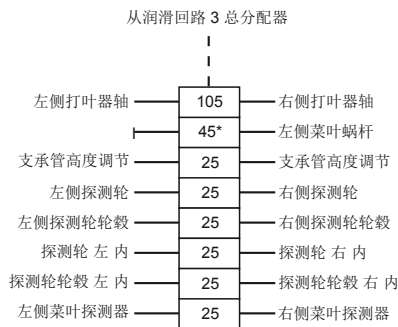 从润滑回路 3 总分配器
左侧打叶器轴 105 右侧打叶器轴
45* 左侧菜叶蜗杆
支承管高度调节 25 支承管高度调节
左侧探测轮 25 右侧探测轮
左侧探测轮轮毂 25 右侧探测轮轮毂
探测轮 左 内 25 探测轮 右 内
探测轮轮毂 左 内 25 探测轮轮毂 右 内
左侧菜叶探测器 25 右侧菜叶探测器